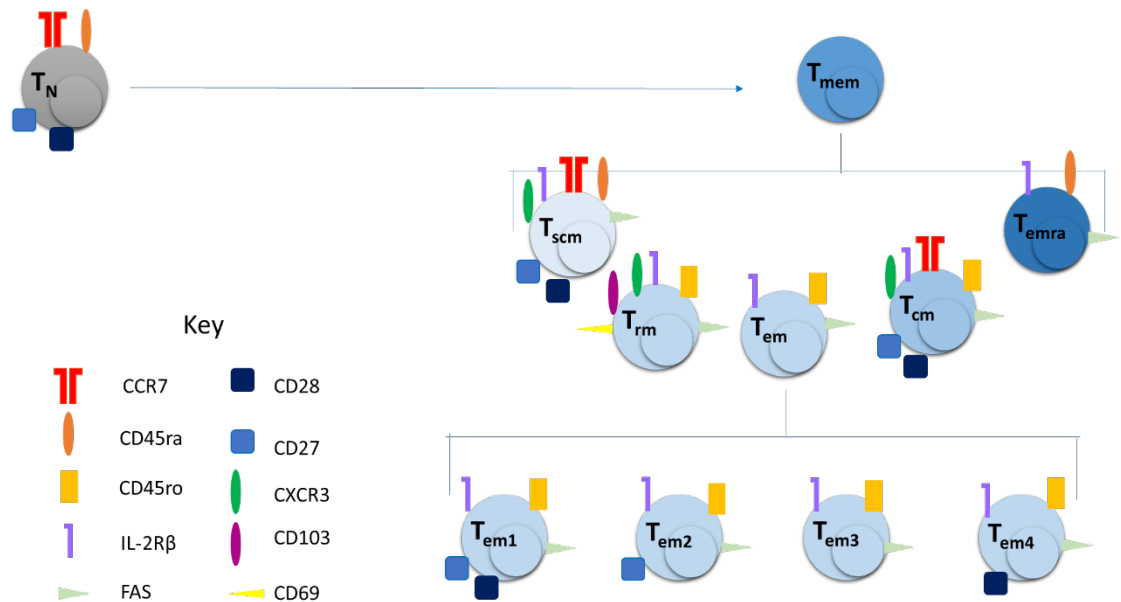 TN
Tmem
Tscm
Temra
Trm
Tem
Tcm
Key
CCR7
CD28
CD45ra
CD27
CD45ro
CXCR3
IL-2Rβ
CD103
FAS
CD69
Tem1
Tem2
Tem3
Tem4